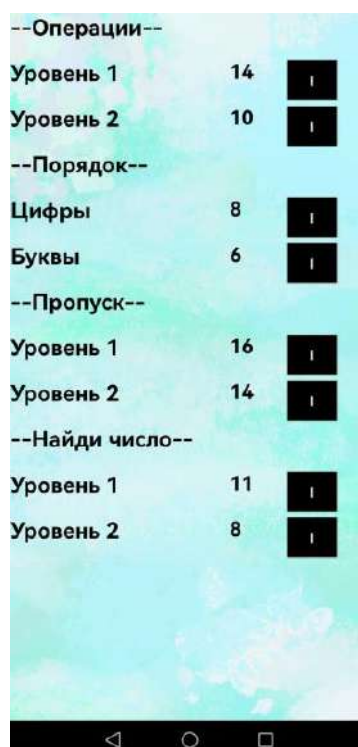 --Операции--
Уровень 1 14 I
Уровень 2 10 I
--Порядок--
Цифры 8 I
Буквы 6 I
--Пропуск--
Уровень 1 16 I
Уровень 2 14 I
--Найди число--
Уровень 1 11 I
Уровень 2 8 I